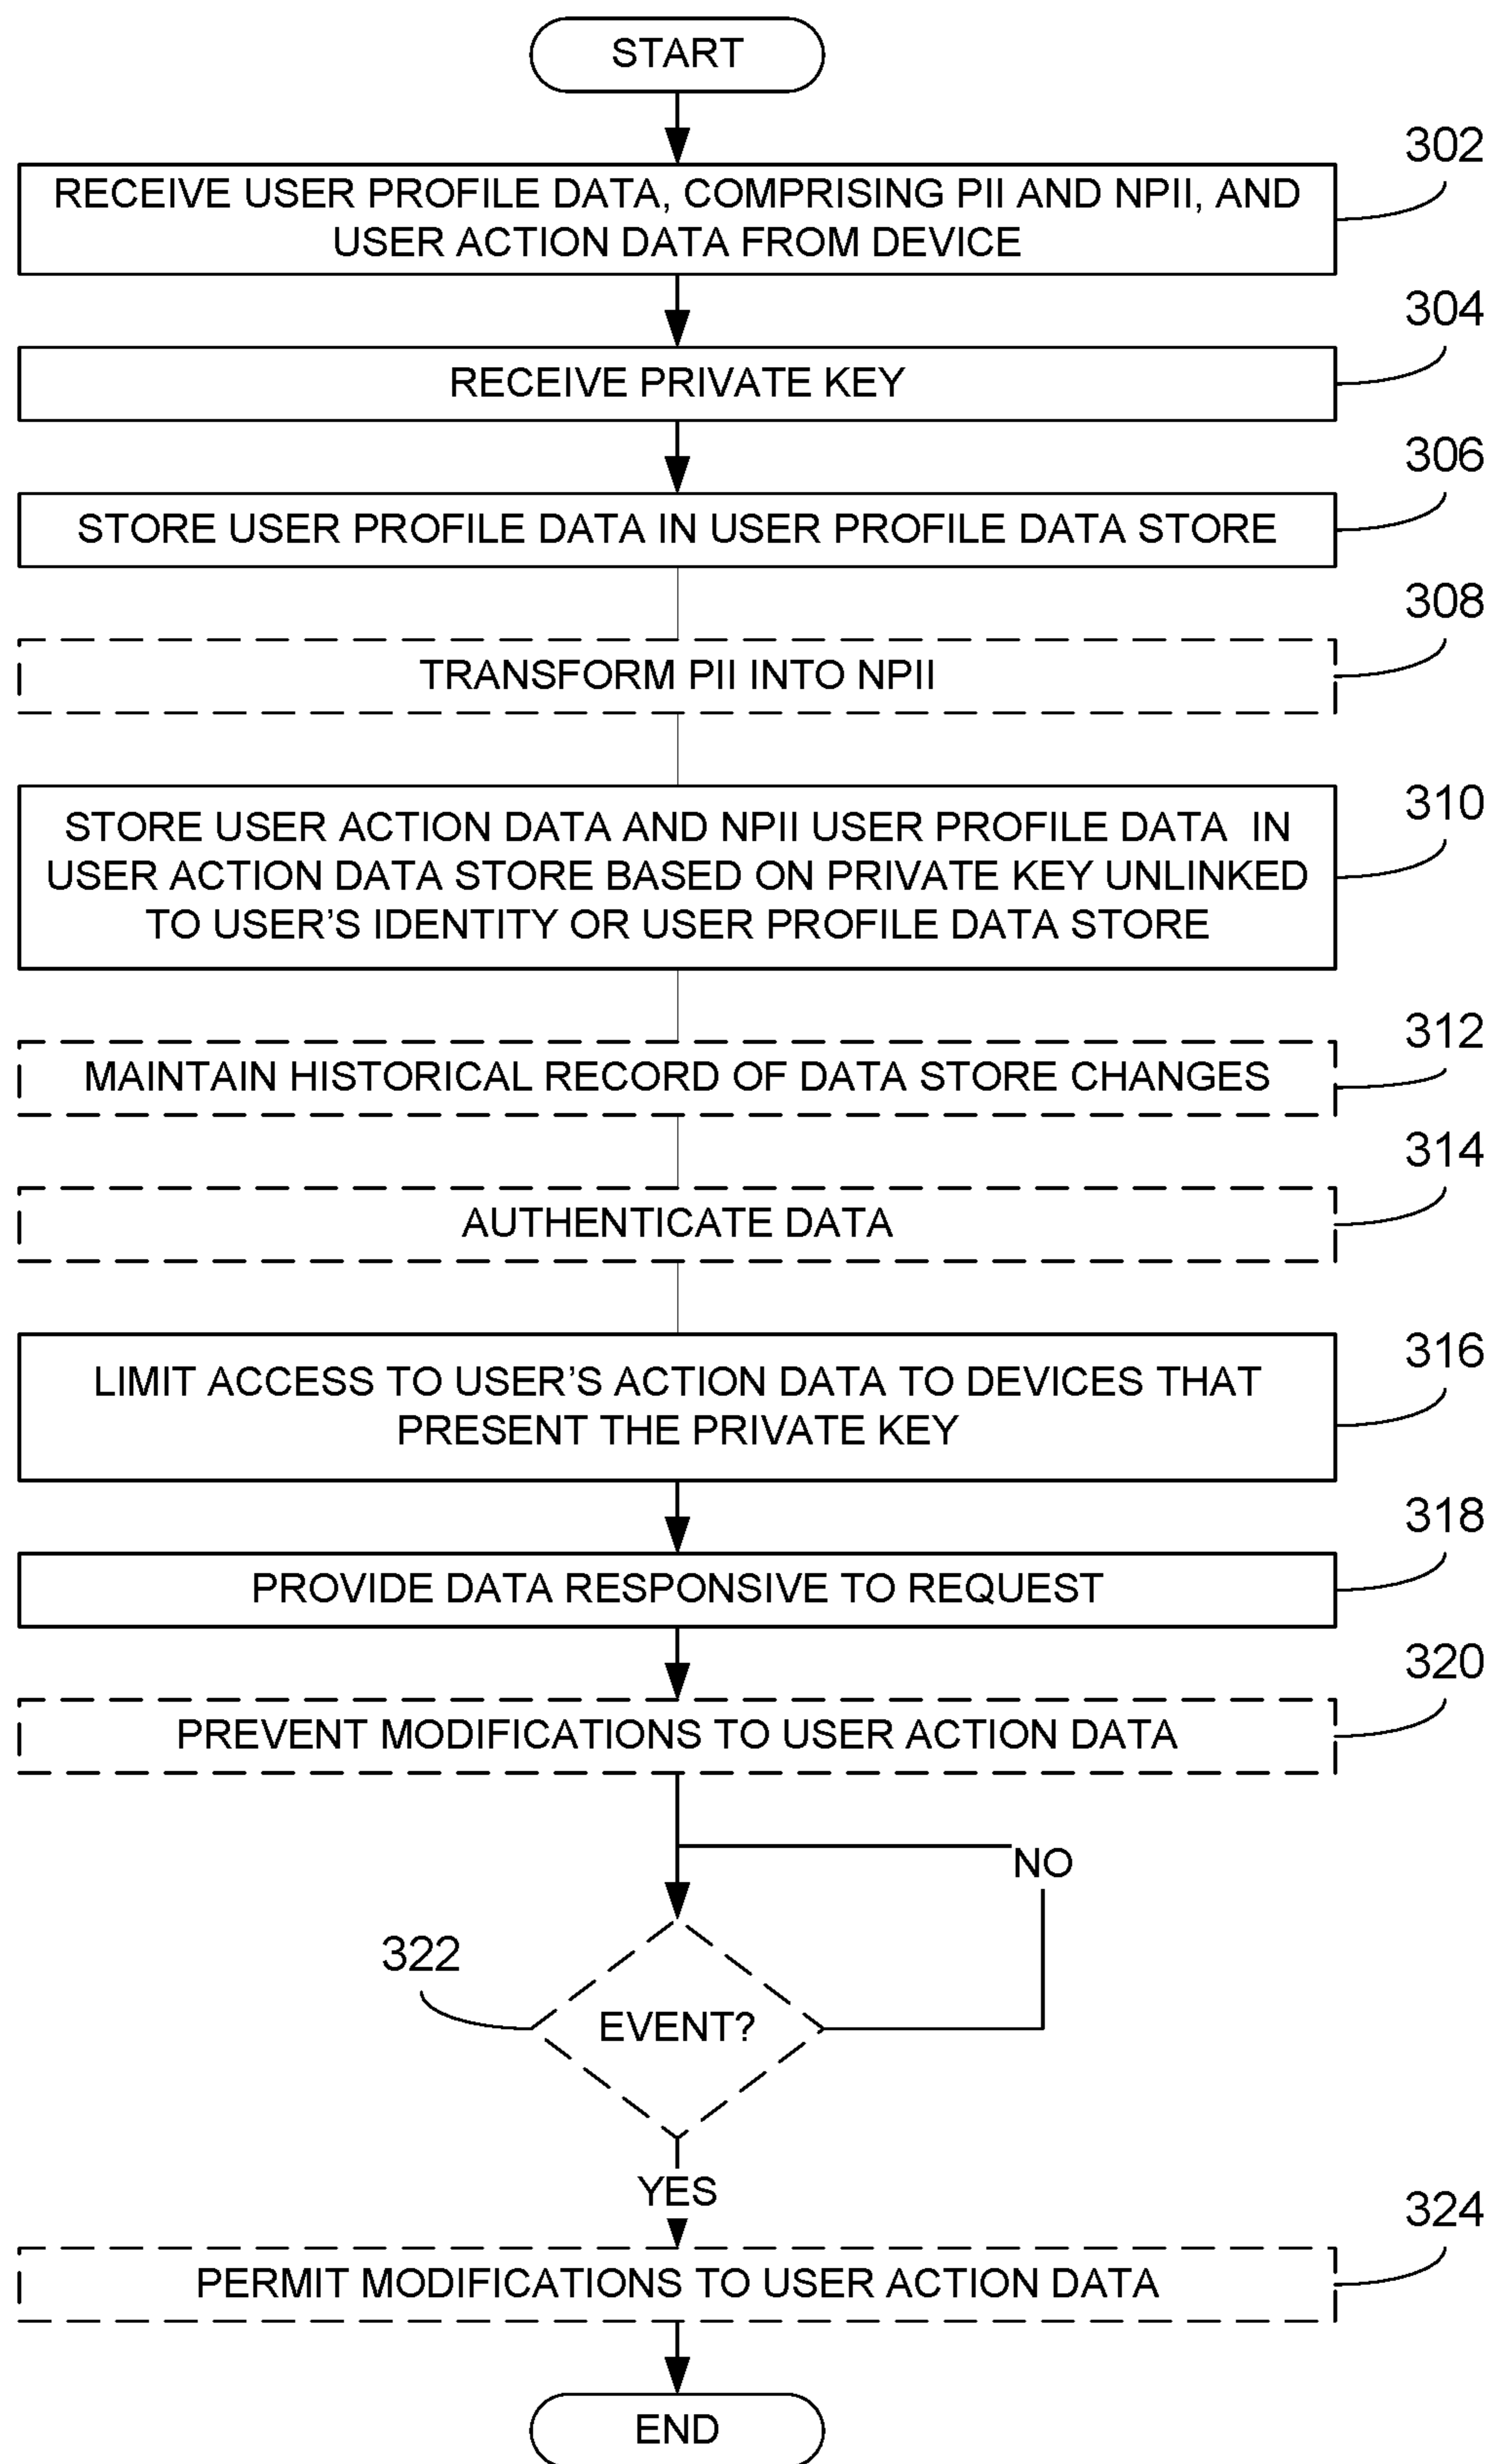 START
302
RECEIVE USER PROFILE DATA, COMPRISING PII AND NPII, AND
USER ACTION DATA FROM DEVICE
304
RECEIVE PRIVATE KEY
306
STORE USER PROFILE DATA IN USER PROFILE DATA STORE
308
TRANSFORM PII INTO NPII
310
STORE USER ACTION DATA AND NPII USER PROFILE DATA IN
USER ACTION DATA STORE BASED ON PRIVATE KEY UNLINKED
TO USER'S IDENTITY OR USER PROFILE DATA STORE
312
MAINTAIN HISTORICAL RECORD OF DATA STORE CHANGES
314
AUTHENTICATE DATA
316
LIMIT ACCESS TO USER'S ACTION DATA TO DEVICES THAT
PRESENT THE PRIVATE KEY
318
PROVIDE DATA RESPONSIVE TO REQUEST
320
PREVENT MODIFICATIONS TO USER ACTION DATA
NO
322
EVENT?
YES
324
PERMIT MODIFICATIONS TO USER ACTION DATA
END